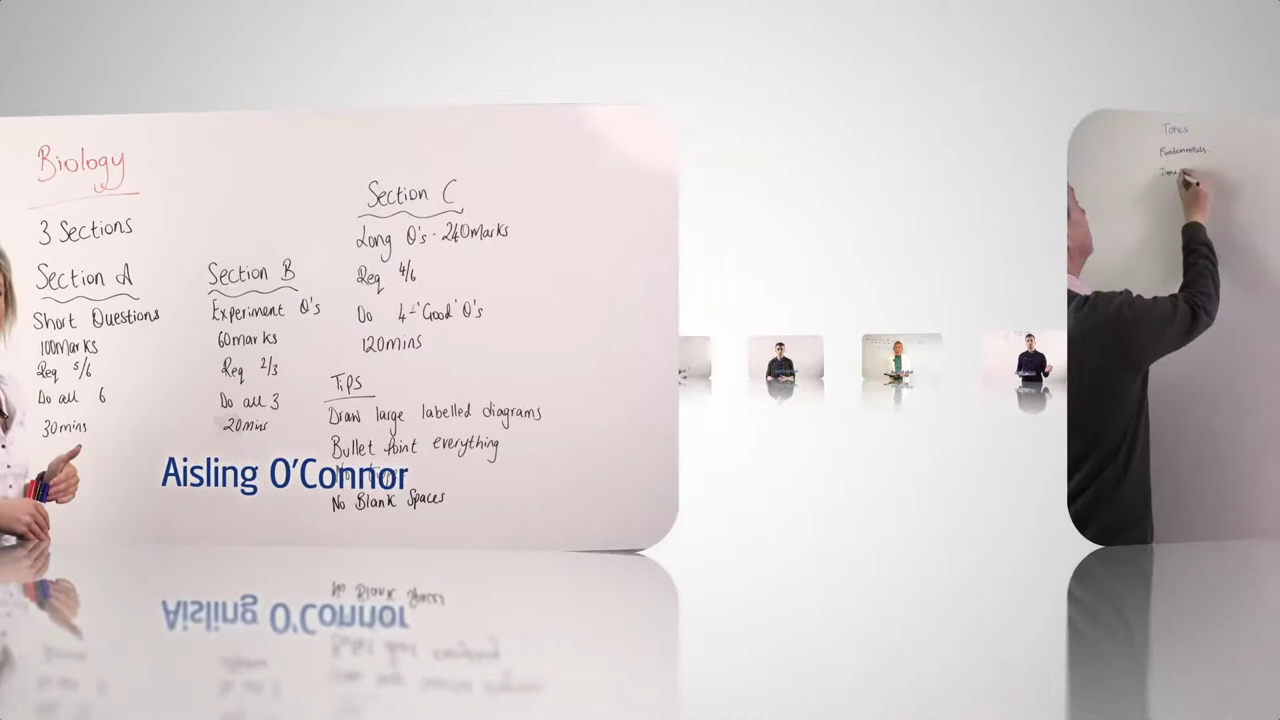 Biology
3 Sections
Section A
Short Questions
100Marks
Req 5/6
Do all 6
30mins
Section B
Experiment Q's
60marks
Req 2/3
Do all 3
20mins
Section C
Long Q's - 240marks
Req 4/6
Do 4 - 'Good' Q's
120mins
Tips
Draw large labelled diagrams
Bullet Point everything
No Blank Spaces
Aisling O'Connor
Topics
Fundamentals.